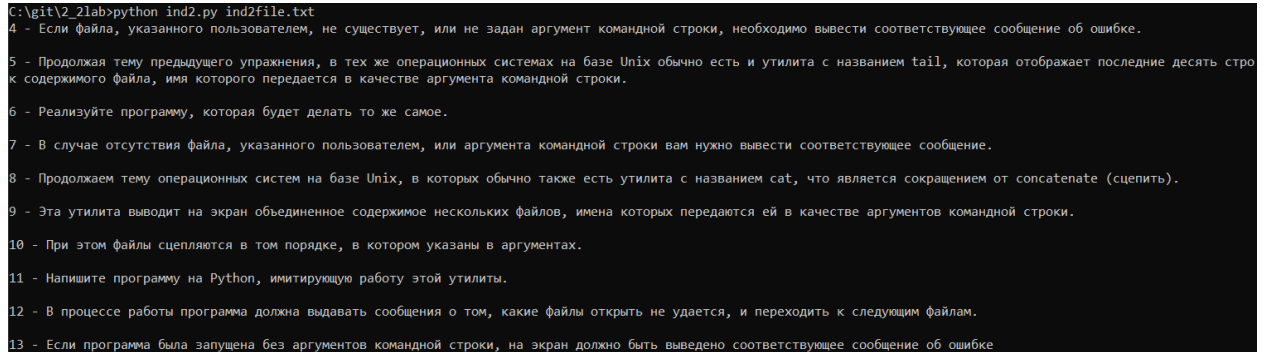 C:\git\2_2lab>python ind2.py ind2file.txt
4 - Если файла, указанного пользователем, не существует, или не задан аргумент командной строки, необходимо вывести соответствующее сообщение об ошибке.
5 - Продолжая тему предыдущего упражнения, в тех же операционных системах на базе Unix обычно есть и утилита с названием tail, которая отображает последние десять стро
к содержимого файла, имя которого передается в качестве аргумента командной строки.
6 - Реализуйте программу, которая будет делать то же самое.
7 - В случае отсутствия файла, указанного пользователем, или аргумента командной строки вам нужно вывести соответствующее сообщение.
8 - Продолжаем тему операционных систем на базе Unix, в которых обычно также есть утилита с названием cat, что является сокращением от concatenate (сцепить).
9 - Эта утилита выводит на экран объединенное содержимое нескольких файлов, имена которых передаются ей в качестве аргументов командной строки.
10 - При этом файлы сцепляются в том порядке, в котором указаны в аргументах.
11 - Напишите программу на Python, имитирующую работу этой утилиты.
12 - В процессе работы программа должна выдавать сообщения о том, какие файлы открыть не удается, и переходить к следующим файлам.
13 - Если программа была запущена без аргументов командной строки, на экран должно быть выведено соответствующее сообщение об ошибке